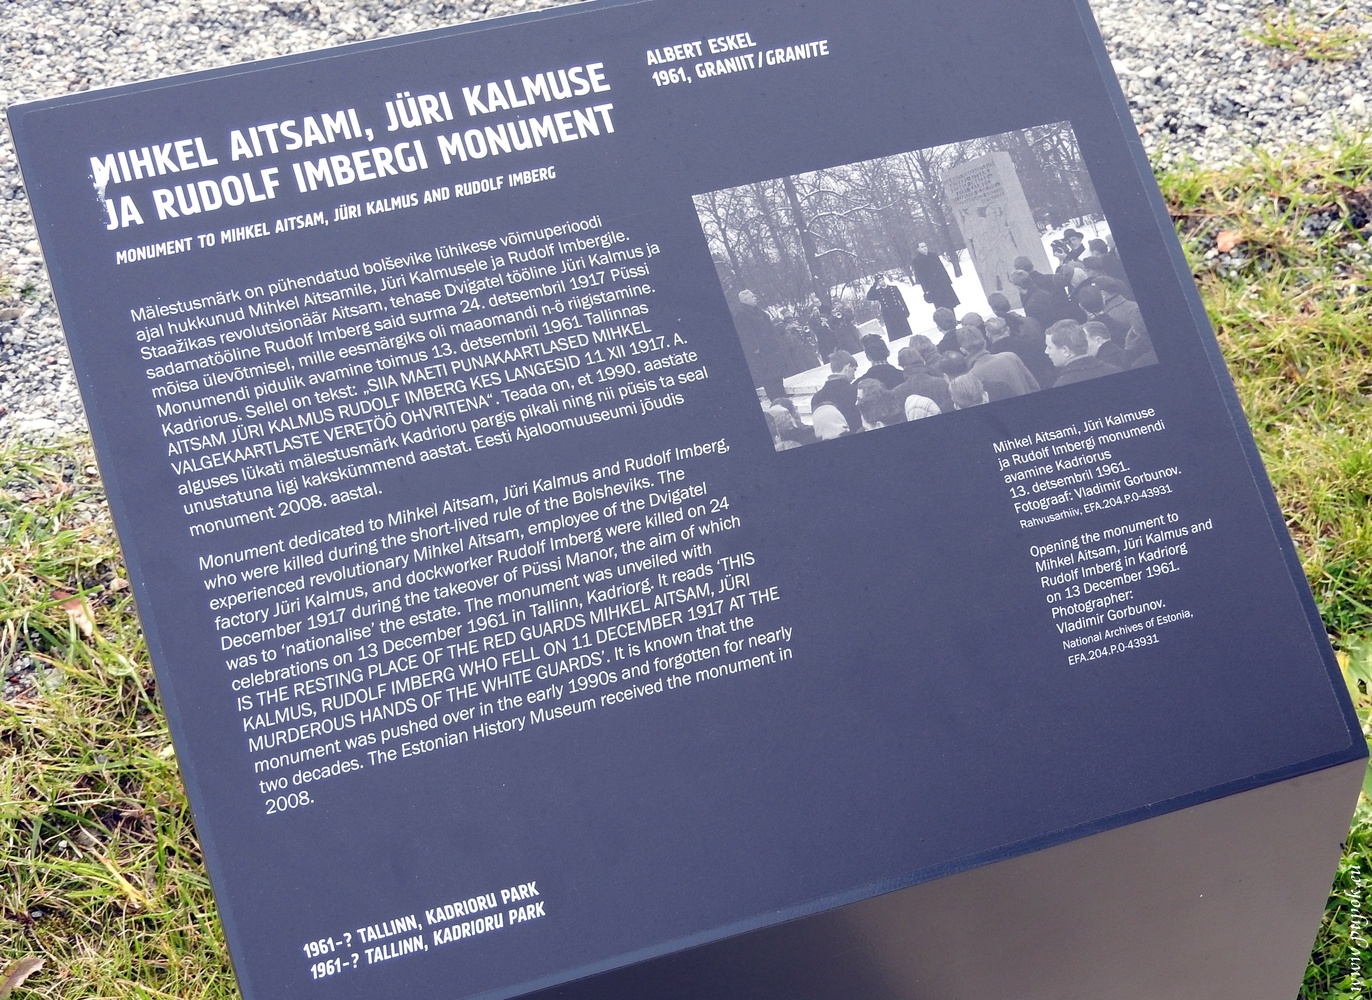 MIHKEL AITSAMI, JÜRI KALMUSE
JA RUDOLF IMBERGI MONUMENT
MONUMENT TO MIHKEL AITSAM, JÜRI KALMUS AND RUDOLF IMBERG
ALBERT ESKEL
1961, GRANIIT / GRANITE
Mälestusmärk on pühendatud bolševike lühikese võimuperioodi
ajal hukkunud Mihkel Aitsamile, Jüri Kalmusele ja Rudolf Imbergile.
Staažikas revolutsionäär Aitsam, tehase Dvigatel tööline Jüri Kalmus ja
sadamatööline Rudolf Imberg said surma 24. detsembril 1917 Püssi
mõisa ülevõtmisel, mille eesmärgiks oli maaomandi n-ö riigistamine.
Monumendi pidulik avamine toimus 13. detsembril 1961 Tallinnas
Kadriorus. Sellel on tekst: „SIIA MAETI PUNAKAARTLASED MIHKEL
AITSAM JÜRI KALMUS RUDOLF IMBERG KES LANGESID 11 XII 1917. A.
VALGEKAARTLASTE VERETÖÖ OHVRITENA“. Teada on, et 1990. aastate
alguses lükati mälestusmärk Kadrioru pargis pikali ning nii püsis ta seal
unustatuna ligi kakskümmend aastat. Eesti Ajaloomuuseumi jõudis
monument 2008. aastal.
Monument dedicated to Mihkel Aitsam, Jüri Kalmus and Rudolf Imberg,
who were killed during the short-lived rule of the Bolsheviks. The
experienced revolutionary Mihkel Aitsam, employee of the Dvigatel
factory Jüri Kalmus, and dockworker Rudolf Imberg were killed on 24
December 1917 during the takeover of Püssi Manor, the aim of which
was to ‘nationalise’ the estate. The monument was unveiled with
celebrations on 13 December 1961 in Tallinn, Kadriorg. It reads ‘THIS
IS THE RESTING PLACE OF THE RED GUARDS MIHKEL AITSAM, JÜRI
KALMUS, RUDOLF IMBERG WHO FELL ON 11 DECEMBER 1917 AT THE
MURDEROUS HANDS OF THE WHITE GUARDS’. It is known that the
monument was pushed over in the early 1990s and forgotten for nearly
two decades. The Estonian History Museum received the monument in
2008.
Mihkel Aitsami, Jüri Kalmuse
ja Rudolf Imbergi monumendi
avamine Kadriorus
13. detsembril 1961.
Fotograaf: Vladimir Gorbunov.
Rahvusarhiiv, EFA.204.P.0-43931
Opening the monument to
Mihkel Aitsam, Jüri Kalmus and
Rudolf Imberg in Kadriorg
on 13 December 1961.
Photographer:
Vladimir Gorbunov.
National Archives of Estonia,
EFA.204.P.0-43931
1961–? TALLINN, KADRIORU PARK
1961–? TALLINN, KADRIORU PARK